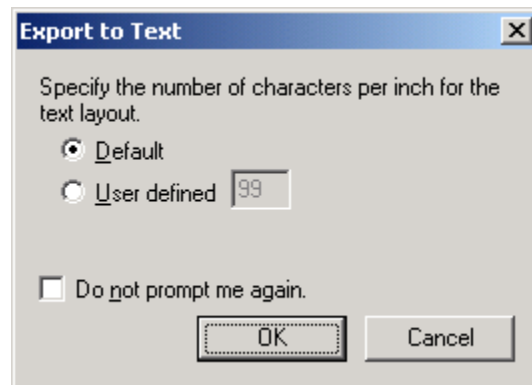 Export to Text
Specify the number of characters per inch for the
text layout.
Default
User defined 99
Do not prompt me again.
OK Cancel